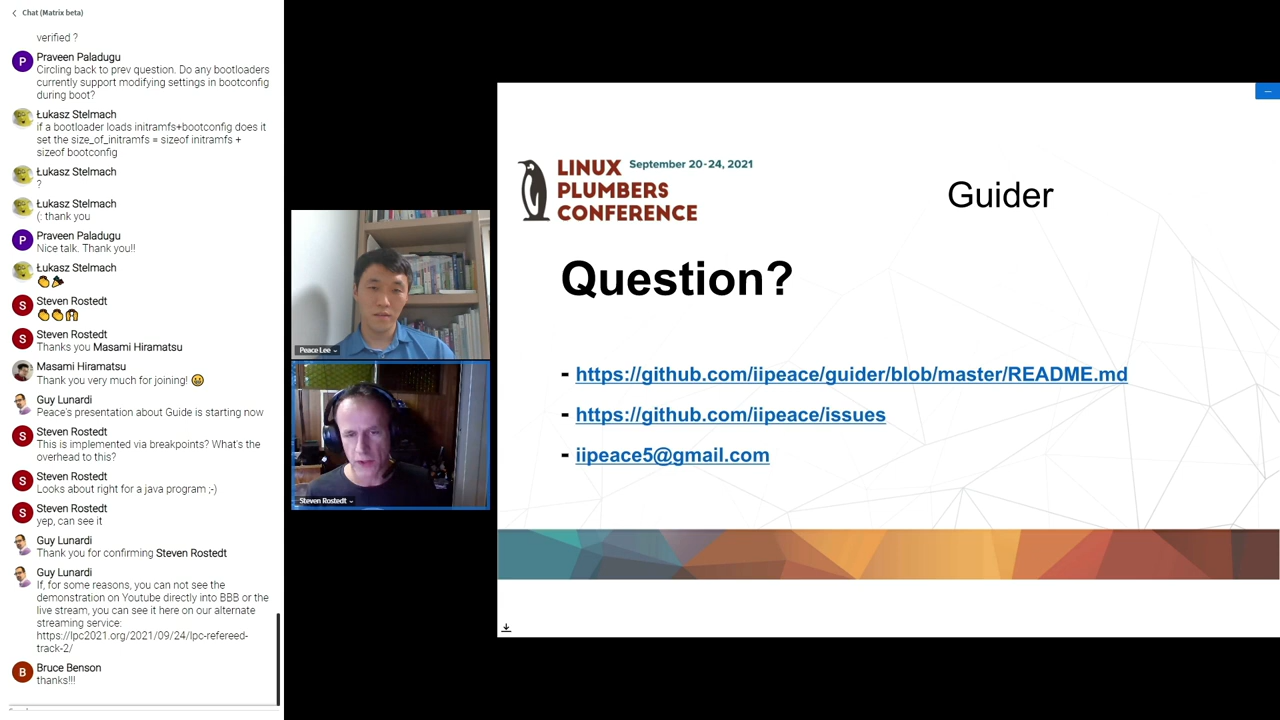 Chat (Matrix beta)
verified ?
Praveen Paladugu
Circling back to prev question. Do any bootloaders
currently support modifying settings in bootconfig
during boot?
Łukasz Stelmach
if a bootloader loads initramfs+bootconfig does it
set the size_of_initramfs = sizeof initramfs +
sizeof bootconfig
Łukasz Stelmach
?
Łukasz Stelmach
(: thank you
Praveen Paladugu
Nice talk. Thank you!!
Łukasz Stelmach
Steven Rostedt
Steven Rostedt
Thanks you Masami Hiramatsu
Masami Hiramatsu
Thank you very much for joining!
Guy Lunardi
Peace's presentation about Guide is starting now
Steven Rostedt
This is implemented via breakpoints? What's the
overhead to this?
Steven Rostedt
Looks about right for a java program ;-)
Steven Rostedt
yep, can see it
Guy Lunardi
Thank you for confirming Steven Rostedt
Guy Lunardi
If, for some reasons, you can not see the
demonstration on Youtube directly into BBB or the
live stream, you can see it here on our alternate
streaming service:
https://lpc2021.org/2021/09/24/lpc-refereed-
track-2/
Bruce Benson
thanks!!!
P
P
S
S
S
S
S
B
Peace Lee
Steven Rostedt
LINUX
PLUMBERS
CONFERENCE
September 20-24, 2021
Guider
Question?
- https://github.com/iipeace/guider/blob/master/README.md
- https://github.com/iipeace/issues
- iipeace5@gmail.com